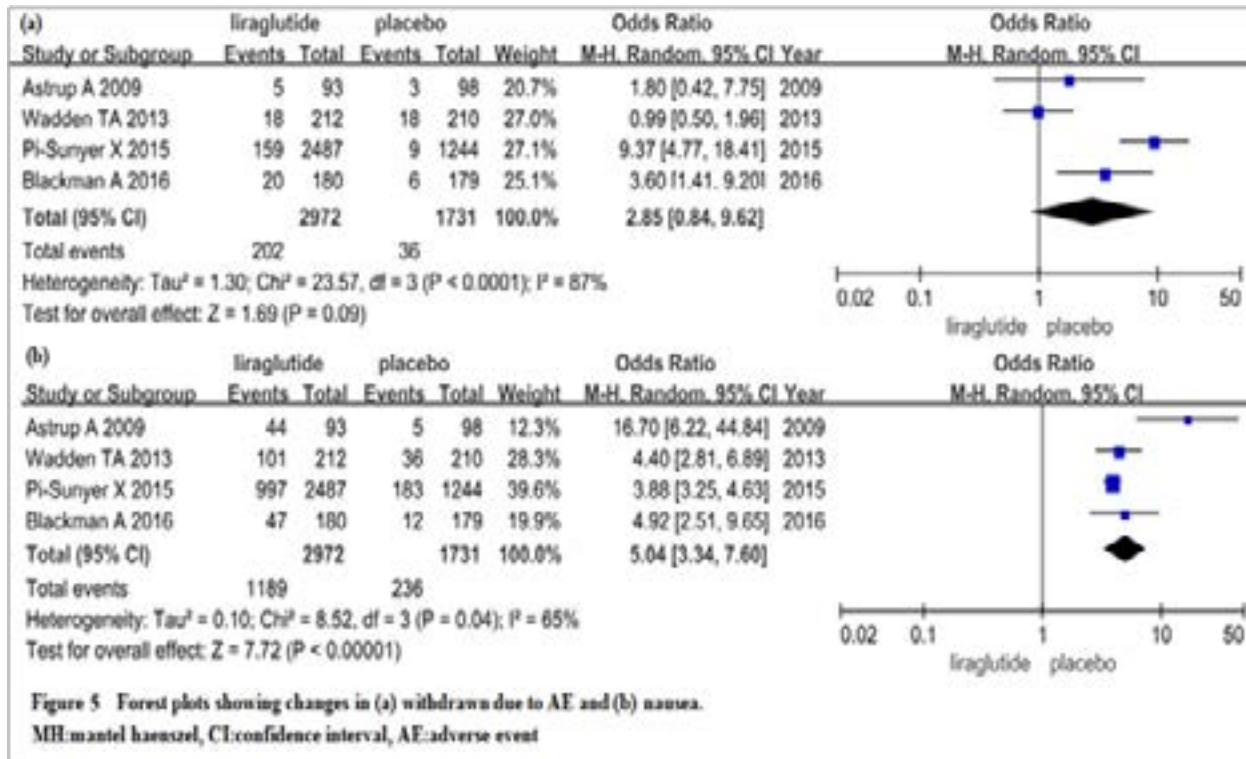 (a) liraglutide placebo Odds Ratio Odds Ratio
Study or Subgroup Events Total Events Total Weight M-H, Random, 95% CI Year M-H, Random, 95% CI
Astrup A 2009 5 93 3 98 20.7% 1.80 [0.42, 7.75] 2009
Wadden TA 2013 18 212 18 210 27.0% 0.99 [0.50, 1.96] 2013
Pi-Sunyer X 2015 159 2487 9 1244 27.1% 9.37 [4.77, 18.41] 2015
Blackman A 2016 20 180 6 179 25.1% 3.60 [1.41, 9.20] 2016
Total (95% CI) 2972 1731 100.0% 2.85 [0.84, 9.62]
Total events 202 36
Heterogeneity: Tau² = 1.30; Chi² = 23.57, df = 3 (P < 0.0001); I² = 87%
Test for overall effect: Z = 1.69 (P = 0.09)
0.02 0.1 1 10 50
liraglutide placebo
(b) liraglutide placebo Odds Ratio Odds Ratio
Study or Subgroup Events Total Events Total Weight M-H, Random, 95% CI Year M-H, Random, 95% CI
Astrup A 2009 44 93 5 98 12.3% 16.70 [6.22, 44.84] 2009
Wadden TA 2013 101 212 36 210 28.3% 4.40 [2.81, 6.89] 2013
Pi-Sunyer X 2015 997 2487 183 1244 39.6% 3.88 [3.25, 4.63] 2015
Blackman A 2016 47 180 12 179 19.9% 4.92 [2.51, 9.65] 2016
Total (95% CI) 2972 1731 100.0% 5.04 [3.34, 7.60]
Total events 1189 236
Heterogeneity: Tau² = 0.10; Chi² = 8.52, df = 3 (P = 0.04); I² = 65%
Test for overall effect: Z = 7.72 (P < 0.00001)
0.02 0.1 1 10 50
liraglutide placebo
Figure 5 Forest plots showing changes in (a) withdrawn due to AE and (b) nausea.
MH:mantel haenszel, CI:confidence interval, AE:adverse event